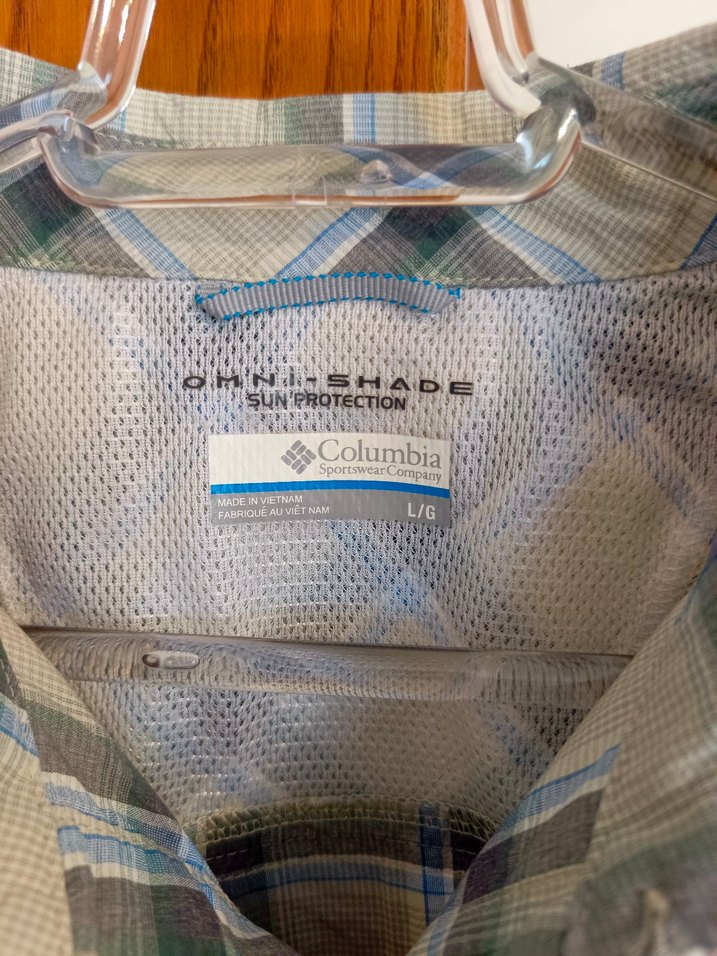 OMNI-SHADE
SUN PROTECTION
Columbia
Sportswear Company
MADE IN VIETNAM
FABRIQUÉ AU VIÊT NAM
L/G